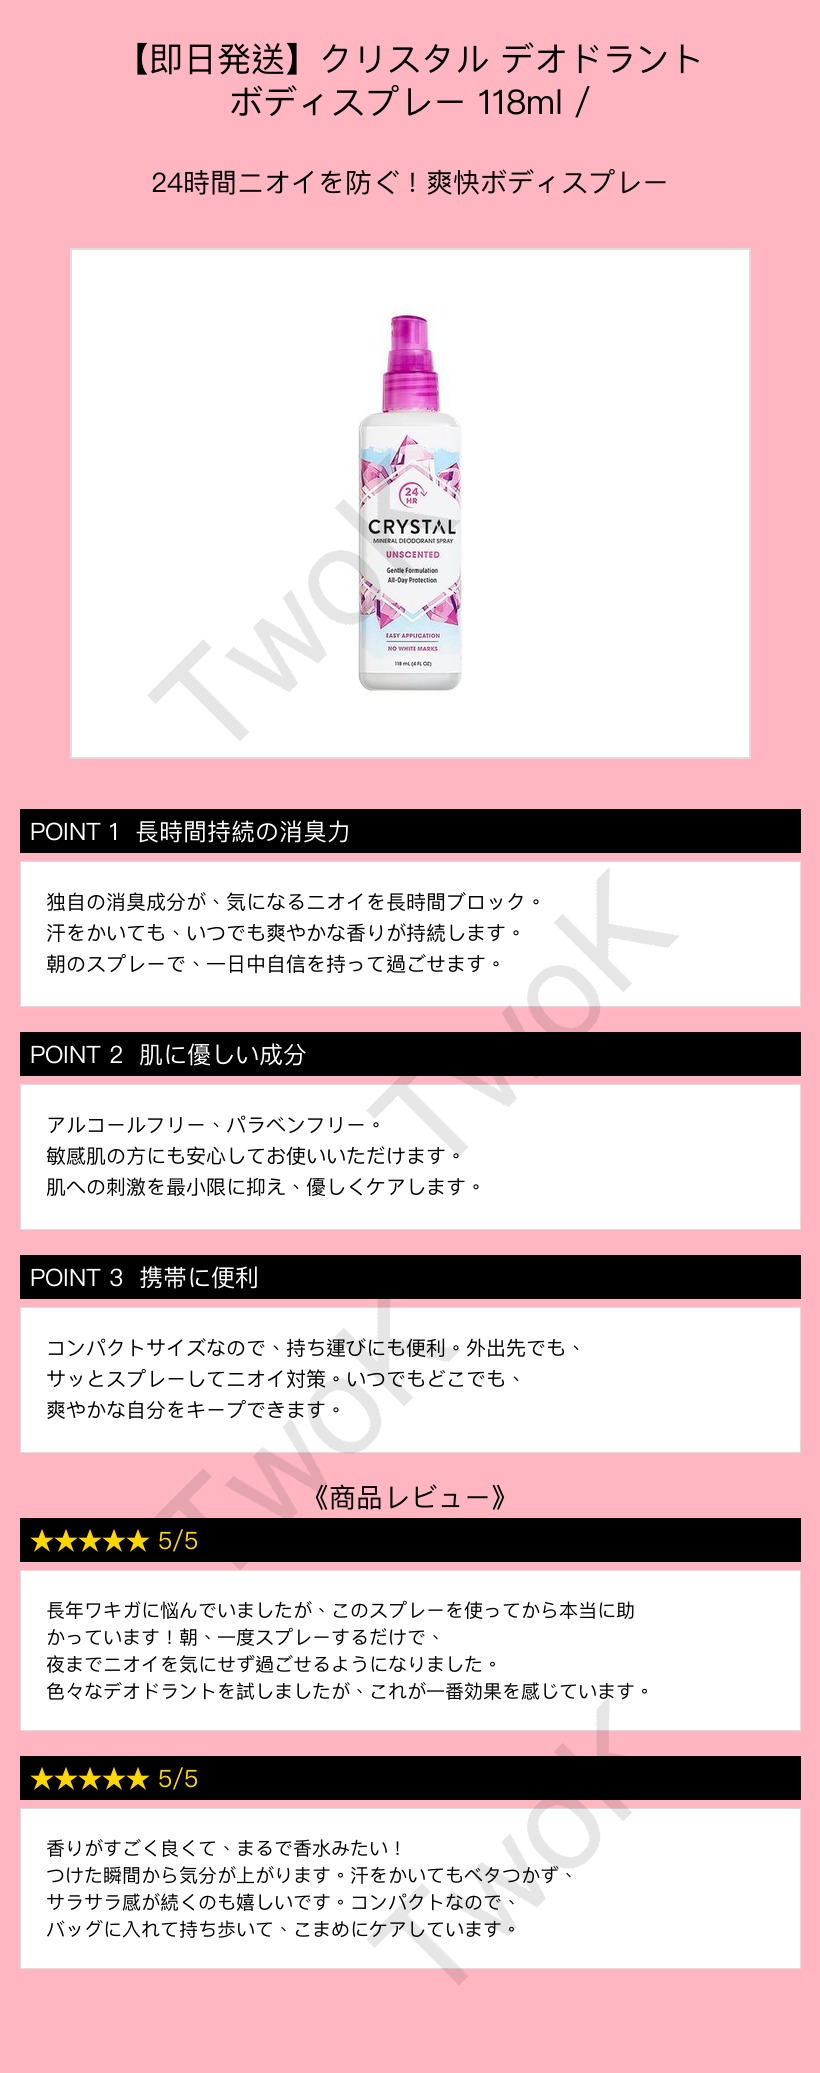 【即日発送】クリスタル デオドラント
ボディスプレー 118ml /
24時間ニオイを防ぐ！爽快ボディスプレー
24
HR
CRYSTAL
MINERAL DEODORANT SPRAY
UNSCENTED
Gentle Formulation
All-Day Protection
EASY APPLICATION
NO WHITE MARKS
118 mL (4 FL OZ)
TwoK
POINT 1 長時間持続の消臭力
独自の消臭成分が、気になるニオイを長時間ブロック。
汗をかいても、いつでも爽やかな香りが持続します。
朝のスプレーで、一日中自信を持って過ごせます。
TwoK
POINT 2 肌に優しい成分
アルコールフリー、パラベンフリー。
敏感肌の方にも安心してお使いいただけます。
肌への刺激を最小限に抑え、優しくケアします。
POINT 3 携帯に便利
コンパクトサイズなので、持ち運びにも便利。外出先でも、
サッとスプレーしてニオイ対策。いつでもどこでも、
爽やかな自分をキープできます。
TwoK
《商品レビュー》
★★★★★ 5/5
長年ワキガに悩んでいましたが、このスプレーを使ってから本当に助
かっています！朝、一度スプレーするだけで、
夜までニオイを気にせず過ごせるようになりました。
色々なデオドラントを試しましたが、これが一番効果を感じています。
★★★★★ 5/5
香りがすごく良くて、まるで香水みたい！
つけた瞬間から気分が上がります。汗をかいてもベタつかず、
サラサラ感が続くのも嬉しいです。コンパクトなので、
バッグに入れて持ち歩いて、こまめにケアしています。
TwoK